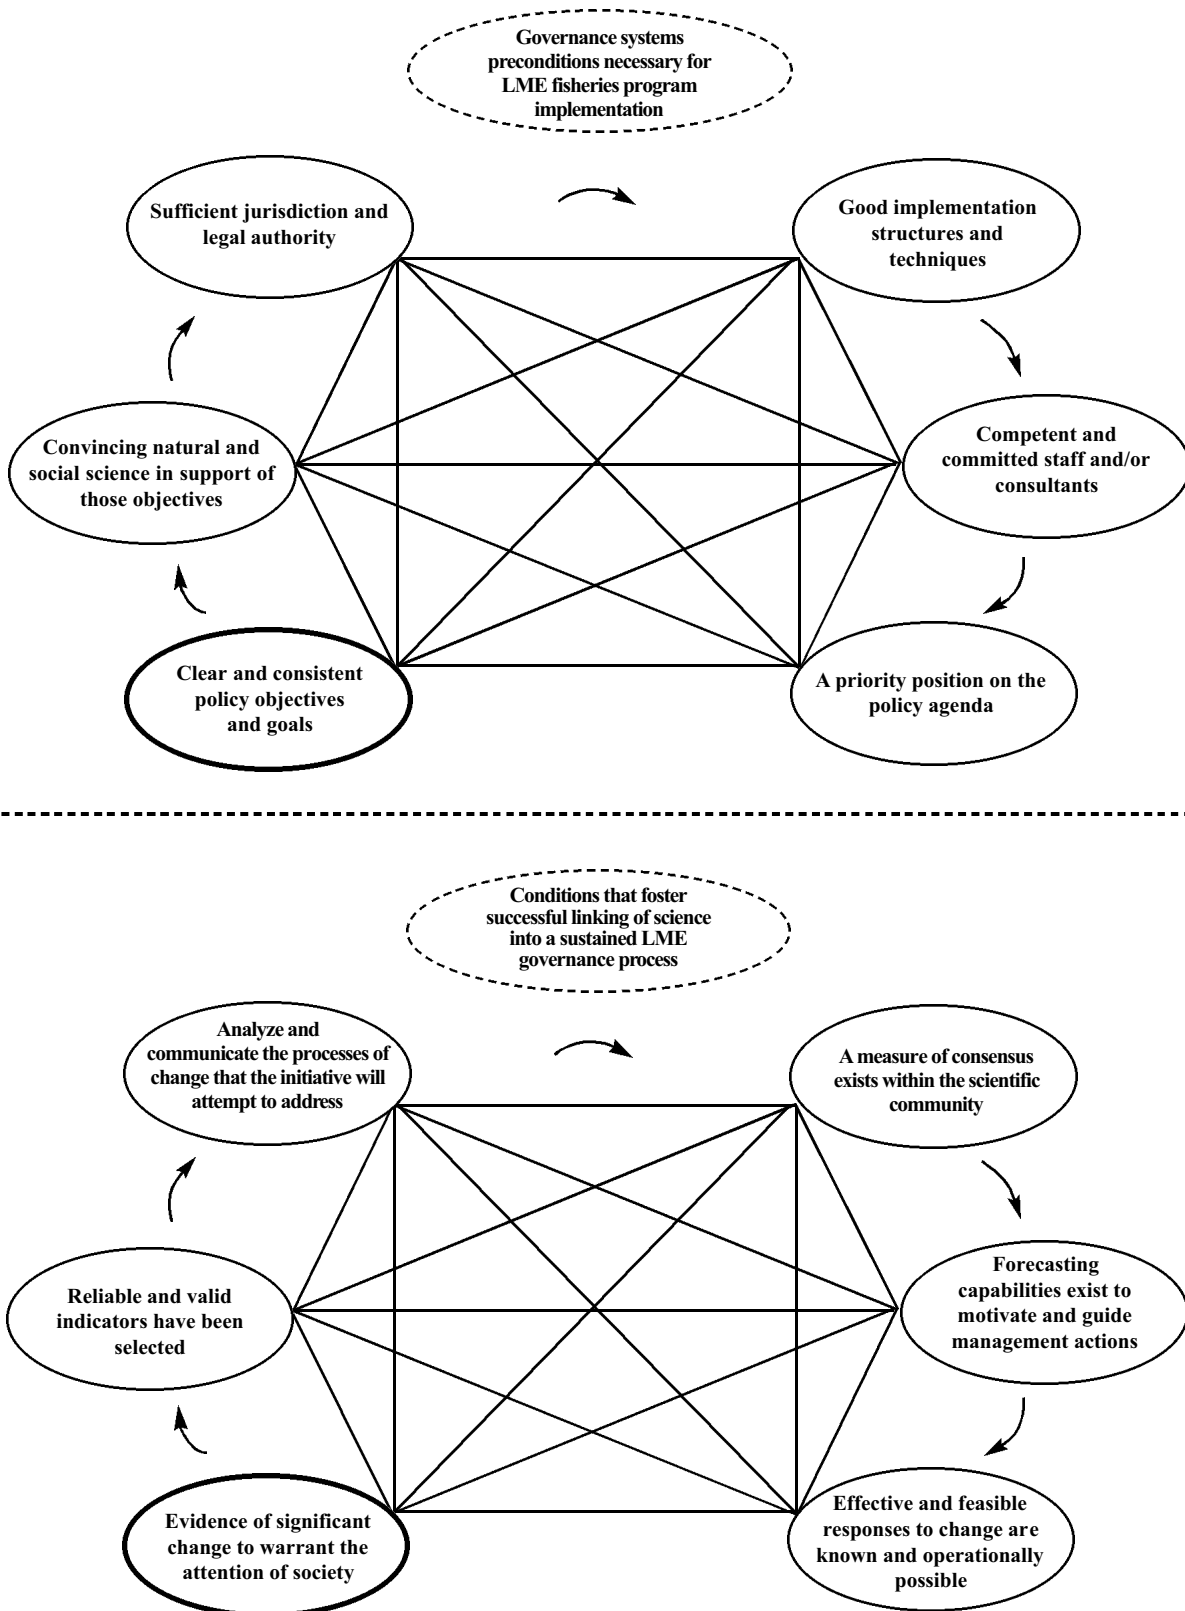 Governance systems
preconditions necessary for
LME fisheries program
implementation
Sufficient jurisdiction and
legal authority
Good implementation
structures and
techniques
Convincing natural and
social science in support of
those objectives
Competent and
committed staff and/or
consultants
Clear and consistent
policy objectives
and goals
A priority position on the
policy agenda
Conditions that foster
successful linking of science
into a sustained LME
governance process
Analyze and
communicate the processes of
change that the initiative will
attempt to address
A measure of consensus
exists within the scientific
community
Reliable and valid
indicators have been
selected
Forecasting
capabilities exist to
motivate and guide
management actions
Evidence of significant
change to warrant the
attention of society
Effective and feasible
responses to change are
known and operationally
possible